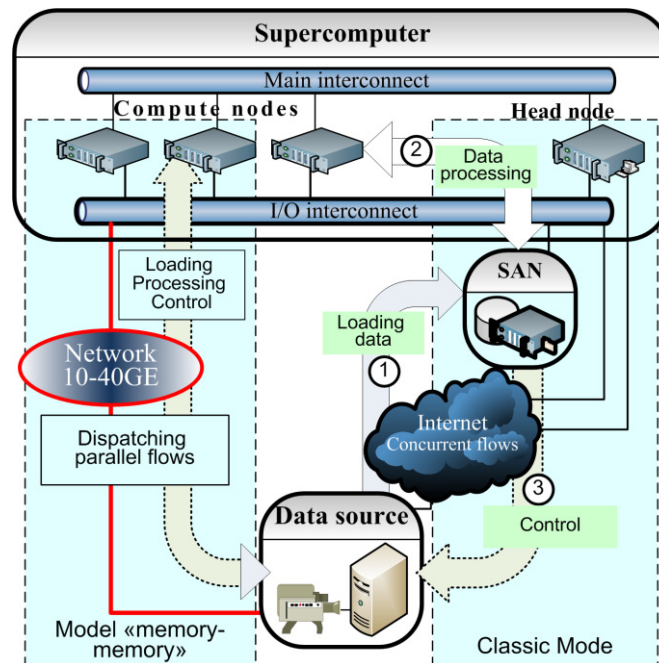 Supercomputer
Main interconnect
Compute nodes
Head node
2
Data
processing
I/O interconnect
Loading
Processing
Control
SAN
Loading
data
1
Network
10-40GE
Internet
Concurrent flows
Dispatching
parallel flows
3
Control
Data source
Model «memory-
memory»
Classic Mode